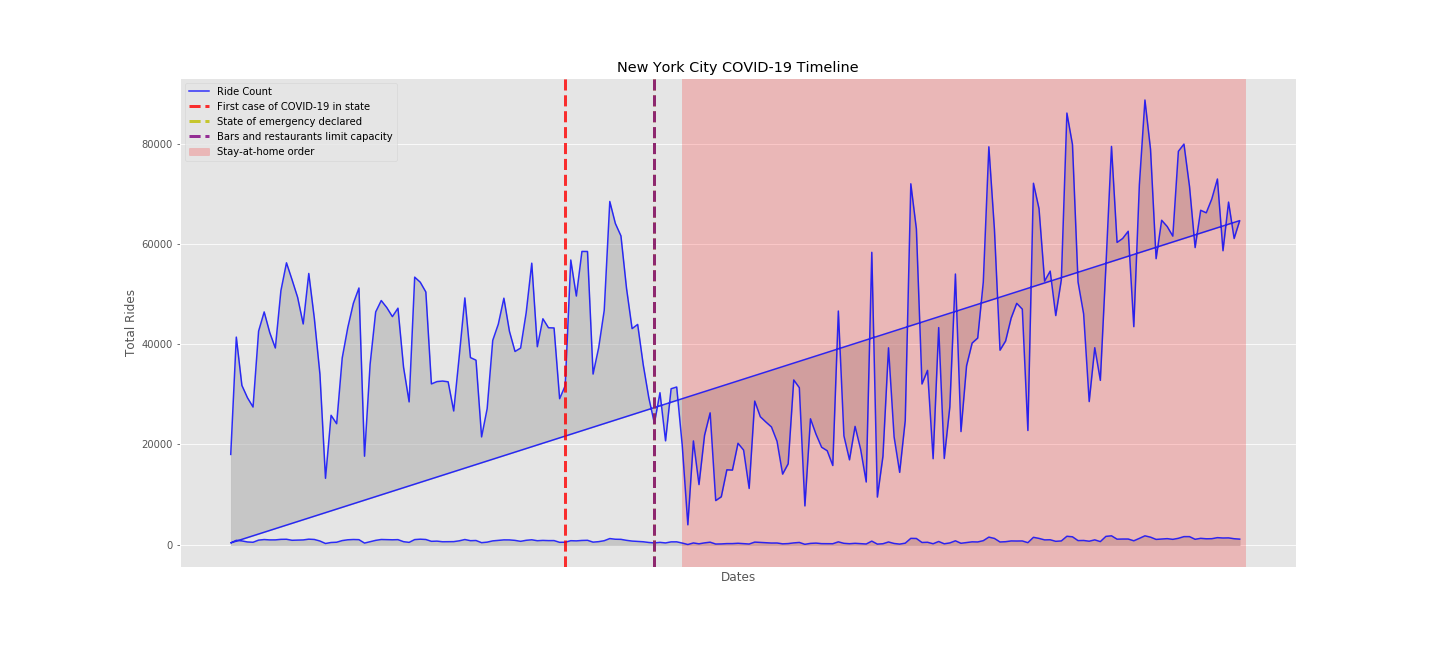 New York City COVID-19 Timeline
Ride Count
First case of COVID-19 in state
State of emergency declared
Bars and restaurants limit capacity
Stay-at-home order
80000
60000
40000
20000
0
Total Rides
Dates